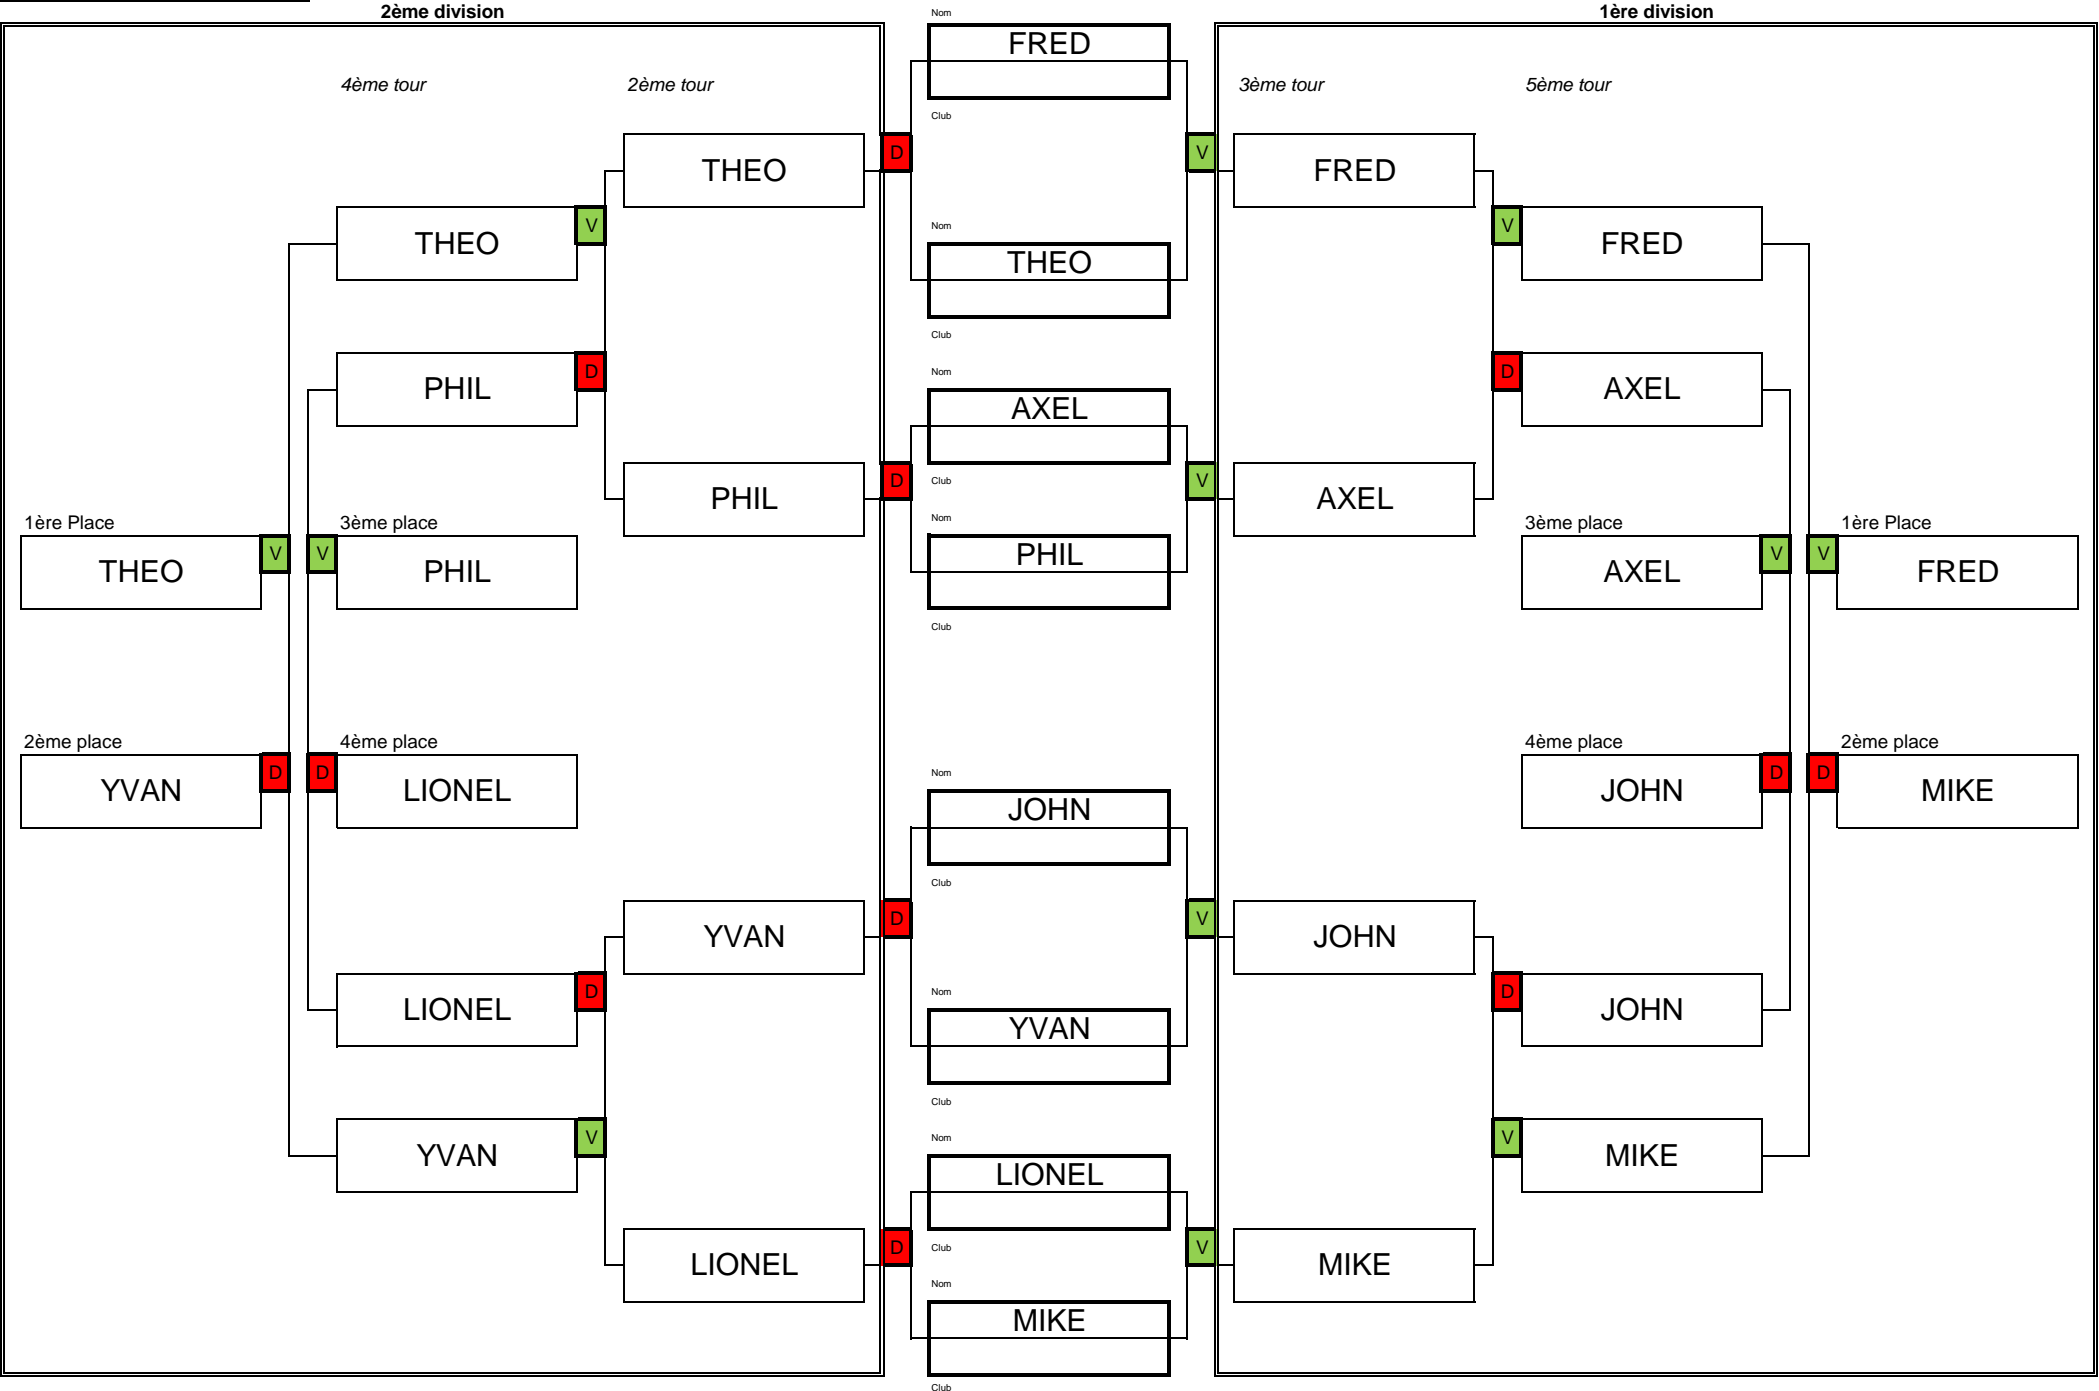 2ème division
Nom
1ère division
FRED
4ème tour
2ème tour
3ème tour
5ème tour
Club
THEO
D
V
FRED
THEO
V
Nom
V
FRED
THEO
Club
PHIL
D
Nom
D
AXEL
AXEL
PHIL
D
Club
V
AXEL
1ère Place
3ème place
Nom
3ème place
1ère Place
THEO
V
V
PHIL
PHIL
AXEL
V
V
FRED
Club
2ème place
4ème place
4ème place
2ème place
YVAN
D
D
LIONEL
Nom
JOHN
D
D
MIKE
JOHN
Club
YVAN
D
V
JOHN
LIONEL
D
Nom
D
JOHN
YVAN
Club
YVAN
V
Nom
V
MIKE
LIONEL
LIONEL
D
Club
V
MIKE
Nom
MIKE
Club